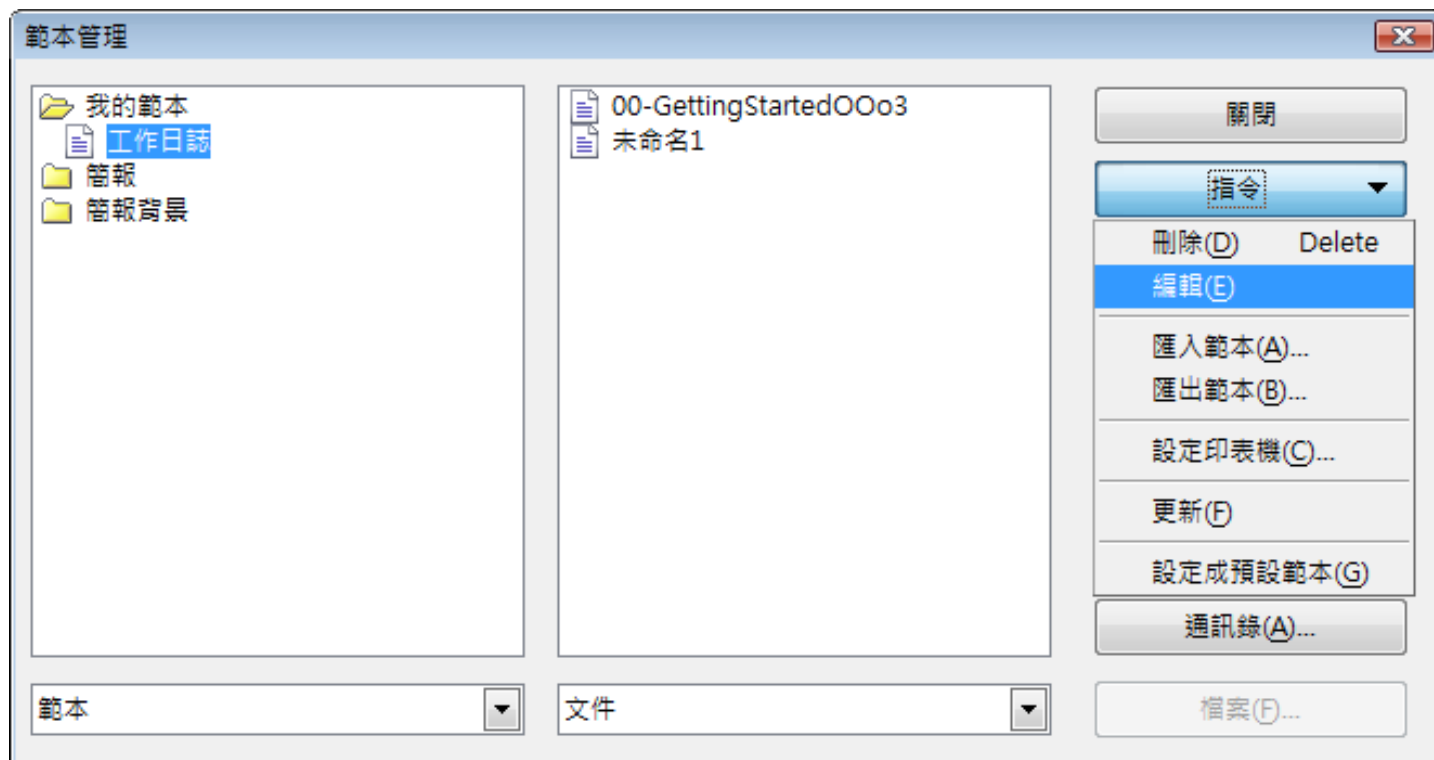 範本管理
我的範本
工作日誌
簡報
簡報背景
範本
00-GettingStartedOOo3
未命名1
文件
關閉
指令
刪除(D) Delete
編輯(E)
匯入範本(A)...
匯出範本(B)...
設定印表機(C)...
更新(F)
設定成預設範本(G)
通訊錄(A)...
檔案(F)...